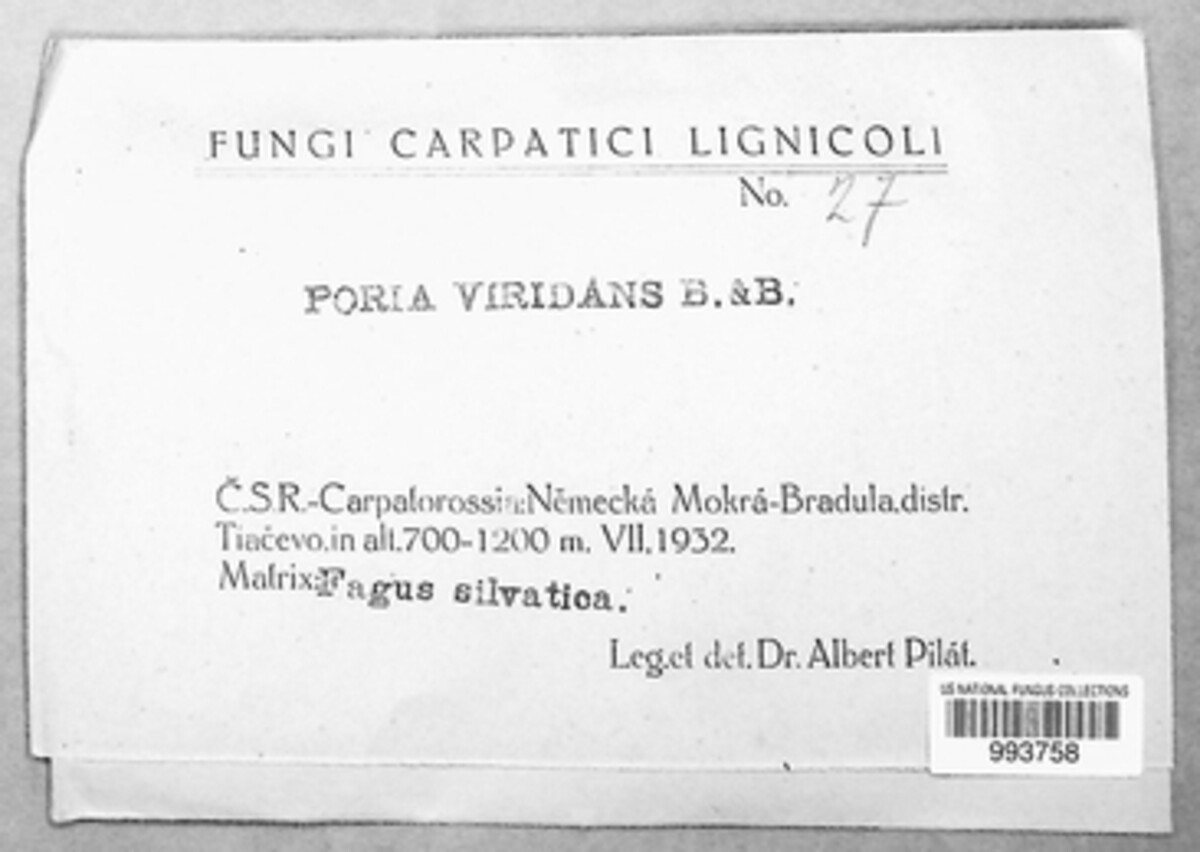 FUNGI CARPATICI LIGNICOLI
No. 27
PORIA VIRIDANS B.&B.
Č.S.R.-Carpatorossia:Německá Mokrá-Bradula,distr.
Tiačevo,in alt.700-1200 m. VII.1932.
Matrix:Fagus silvatica.
Leg.et det. Dr. Albert Pilát.
US NATIONAL FUNGUS COLLECTIONS
993758